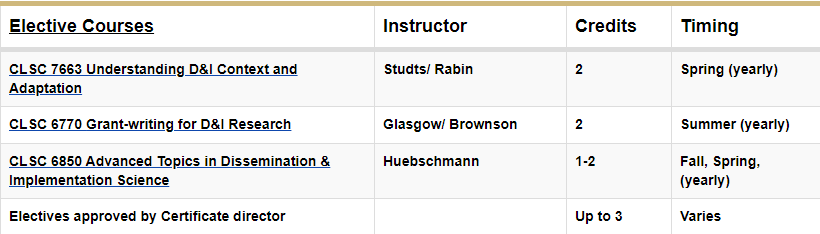 Elective Courses Instructor Credits Timing
CLSC 7663 Understanding D&I Context and Studts/ Rabin 2 Spring (yearly)
Adaptation
CLSC 6770 Grant-writing for D&I Research Glasgow/ Brownson 2 Summer (yearly)
CLSC 6850 Advanced Topics in Dissemination & Huebschmann 1-2 Fall, Spring,
Implementation Science (yearly)
Electives approved by Certificate director Up to 3 Varies